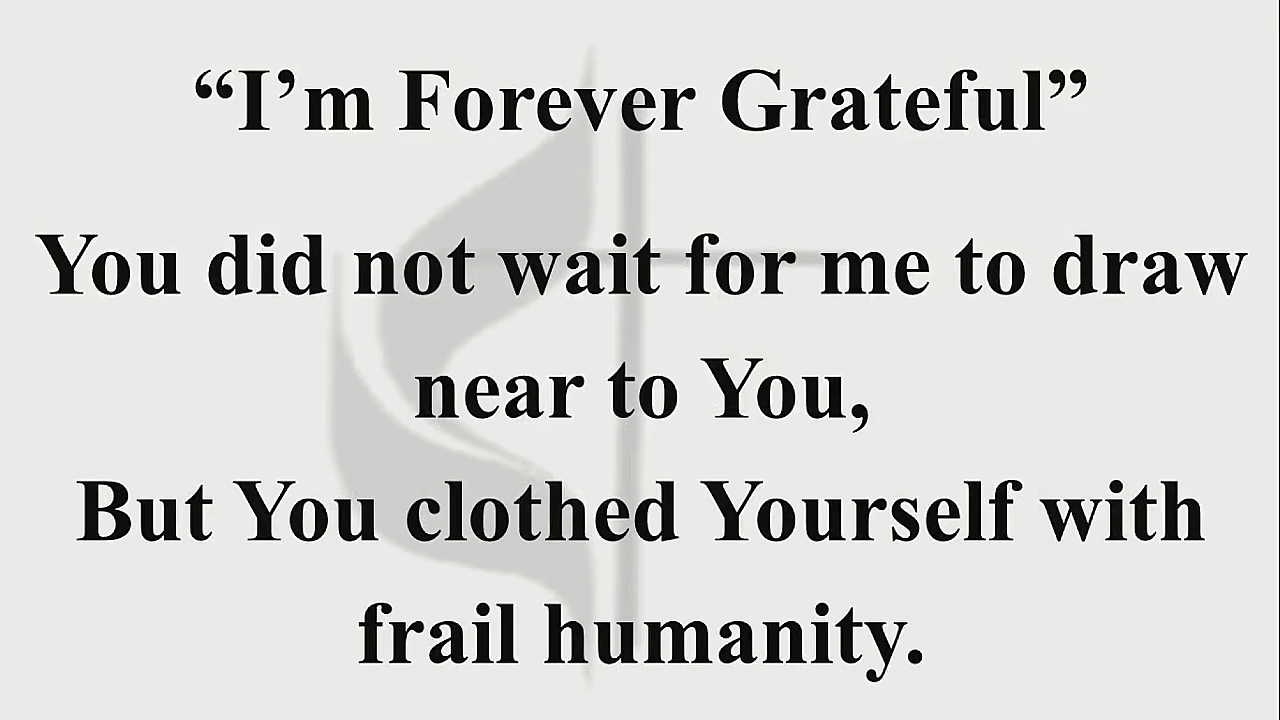 “I’m Forever Grateful”
You did not wait for me to draw
near to You,
But You clothed Yourself with
frail humanity.